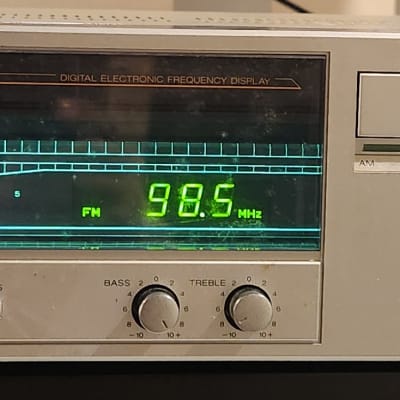 DIGITAL ELECTRONIC FREQUENCY DISPLAY
5
FM 98.5 MHz
AM
BASS 2 0 2 TREBLE 2 0 2
4 4 4 4
6 6 6 6
8 8 8 8
-10 10+ -10 10+